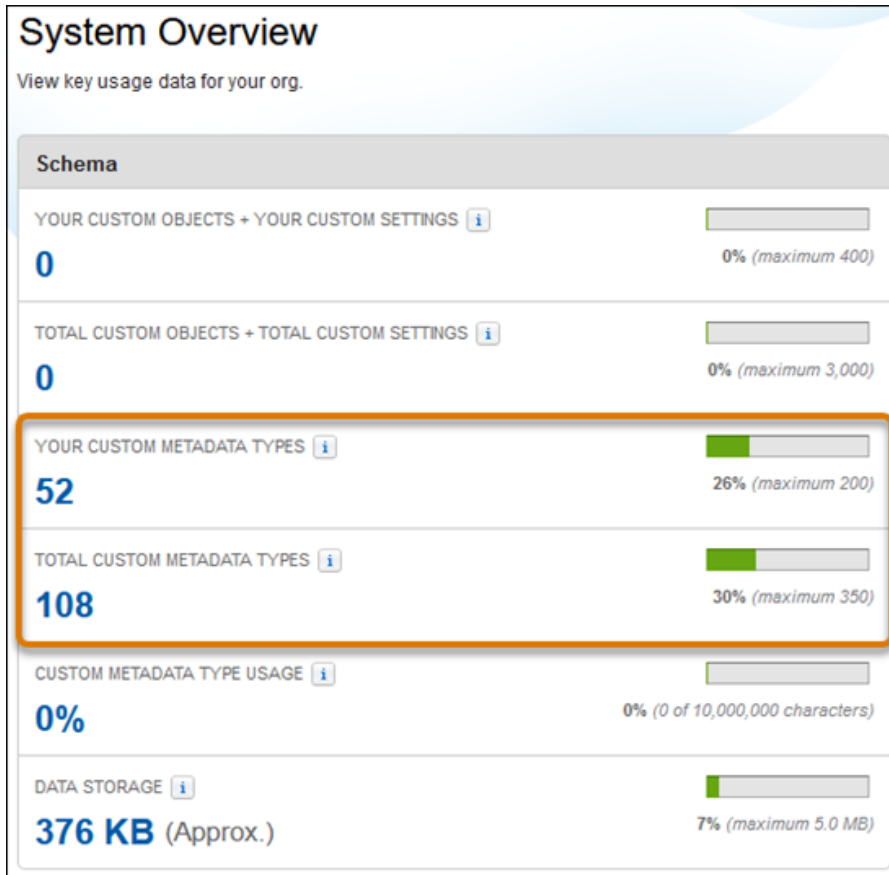 System Overview
View key usage data for your org.
Schema
YOUR CUSTOM OBJECTS + YOUR CUSTOM SETTINGS i
0
0% (maximum 400)
TOTAL CUSTOM OBJECTS + TOTAL CUSTOM SETTINGS i
0
0% (maximum 3,000)
YOUR CUSTOM METADATA TYPES i
52
26% (maximum 200)
TOTAL CUSTOM METADATA TYPES i
108
30% (maximum 350)
CUSTOM METADATA TYPE USAGE i
0%
0% (0 of 10,000,000 characters)
DATA STORAGE i
376 KB (Approx.)
7% (maximum 5.0 MB)